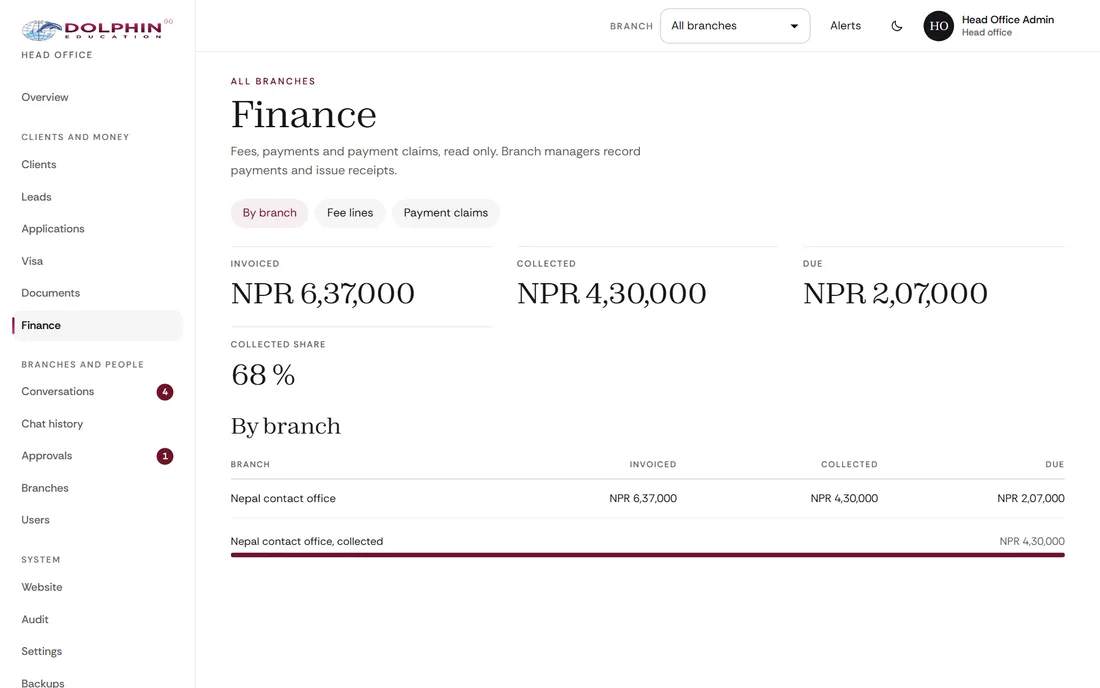 DOLPHIN
EDUCATION
HEAD OFFICE
Overview
CLIENTS AND MONEY
Clients
Leads
Applications
Visa
Documents
Finance
BRANCHES AND PEOPLE
Conversations 4
Chat history
Approvals 1
Branches
Users
SYSTEM
Website
Audit
Settings
Backups
BRANCH All branches Alerts HO Head Office Admin
Head office
ALL BRANCHES
Finance
Fees, payments and payment claims, read only. Branch managers record
payments and issue receipts.
By branch Fee lines Payment claims
INVOICED COLLECTED DUE
NPR 6,37,000 NPR 4,30,000 NPR 2,07,000
COLLECTED SHARE
68 %
By branch
BRANCH INVOICED COLLECTED DUE
Nepal contact office NPR 6,37,000 NPR 4,30,000 NPR 2,07,000
Nepal contact office, collected NPR 4,30,000